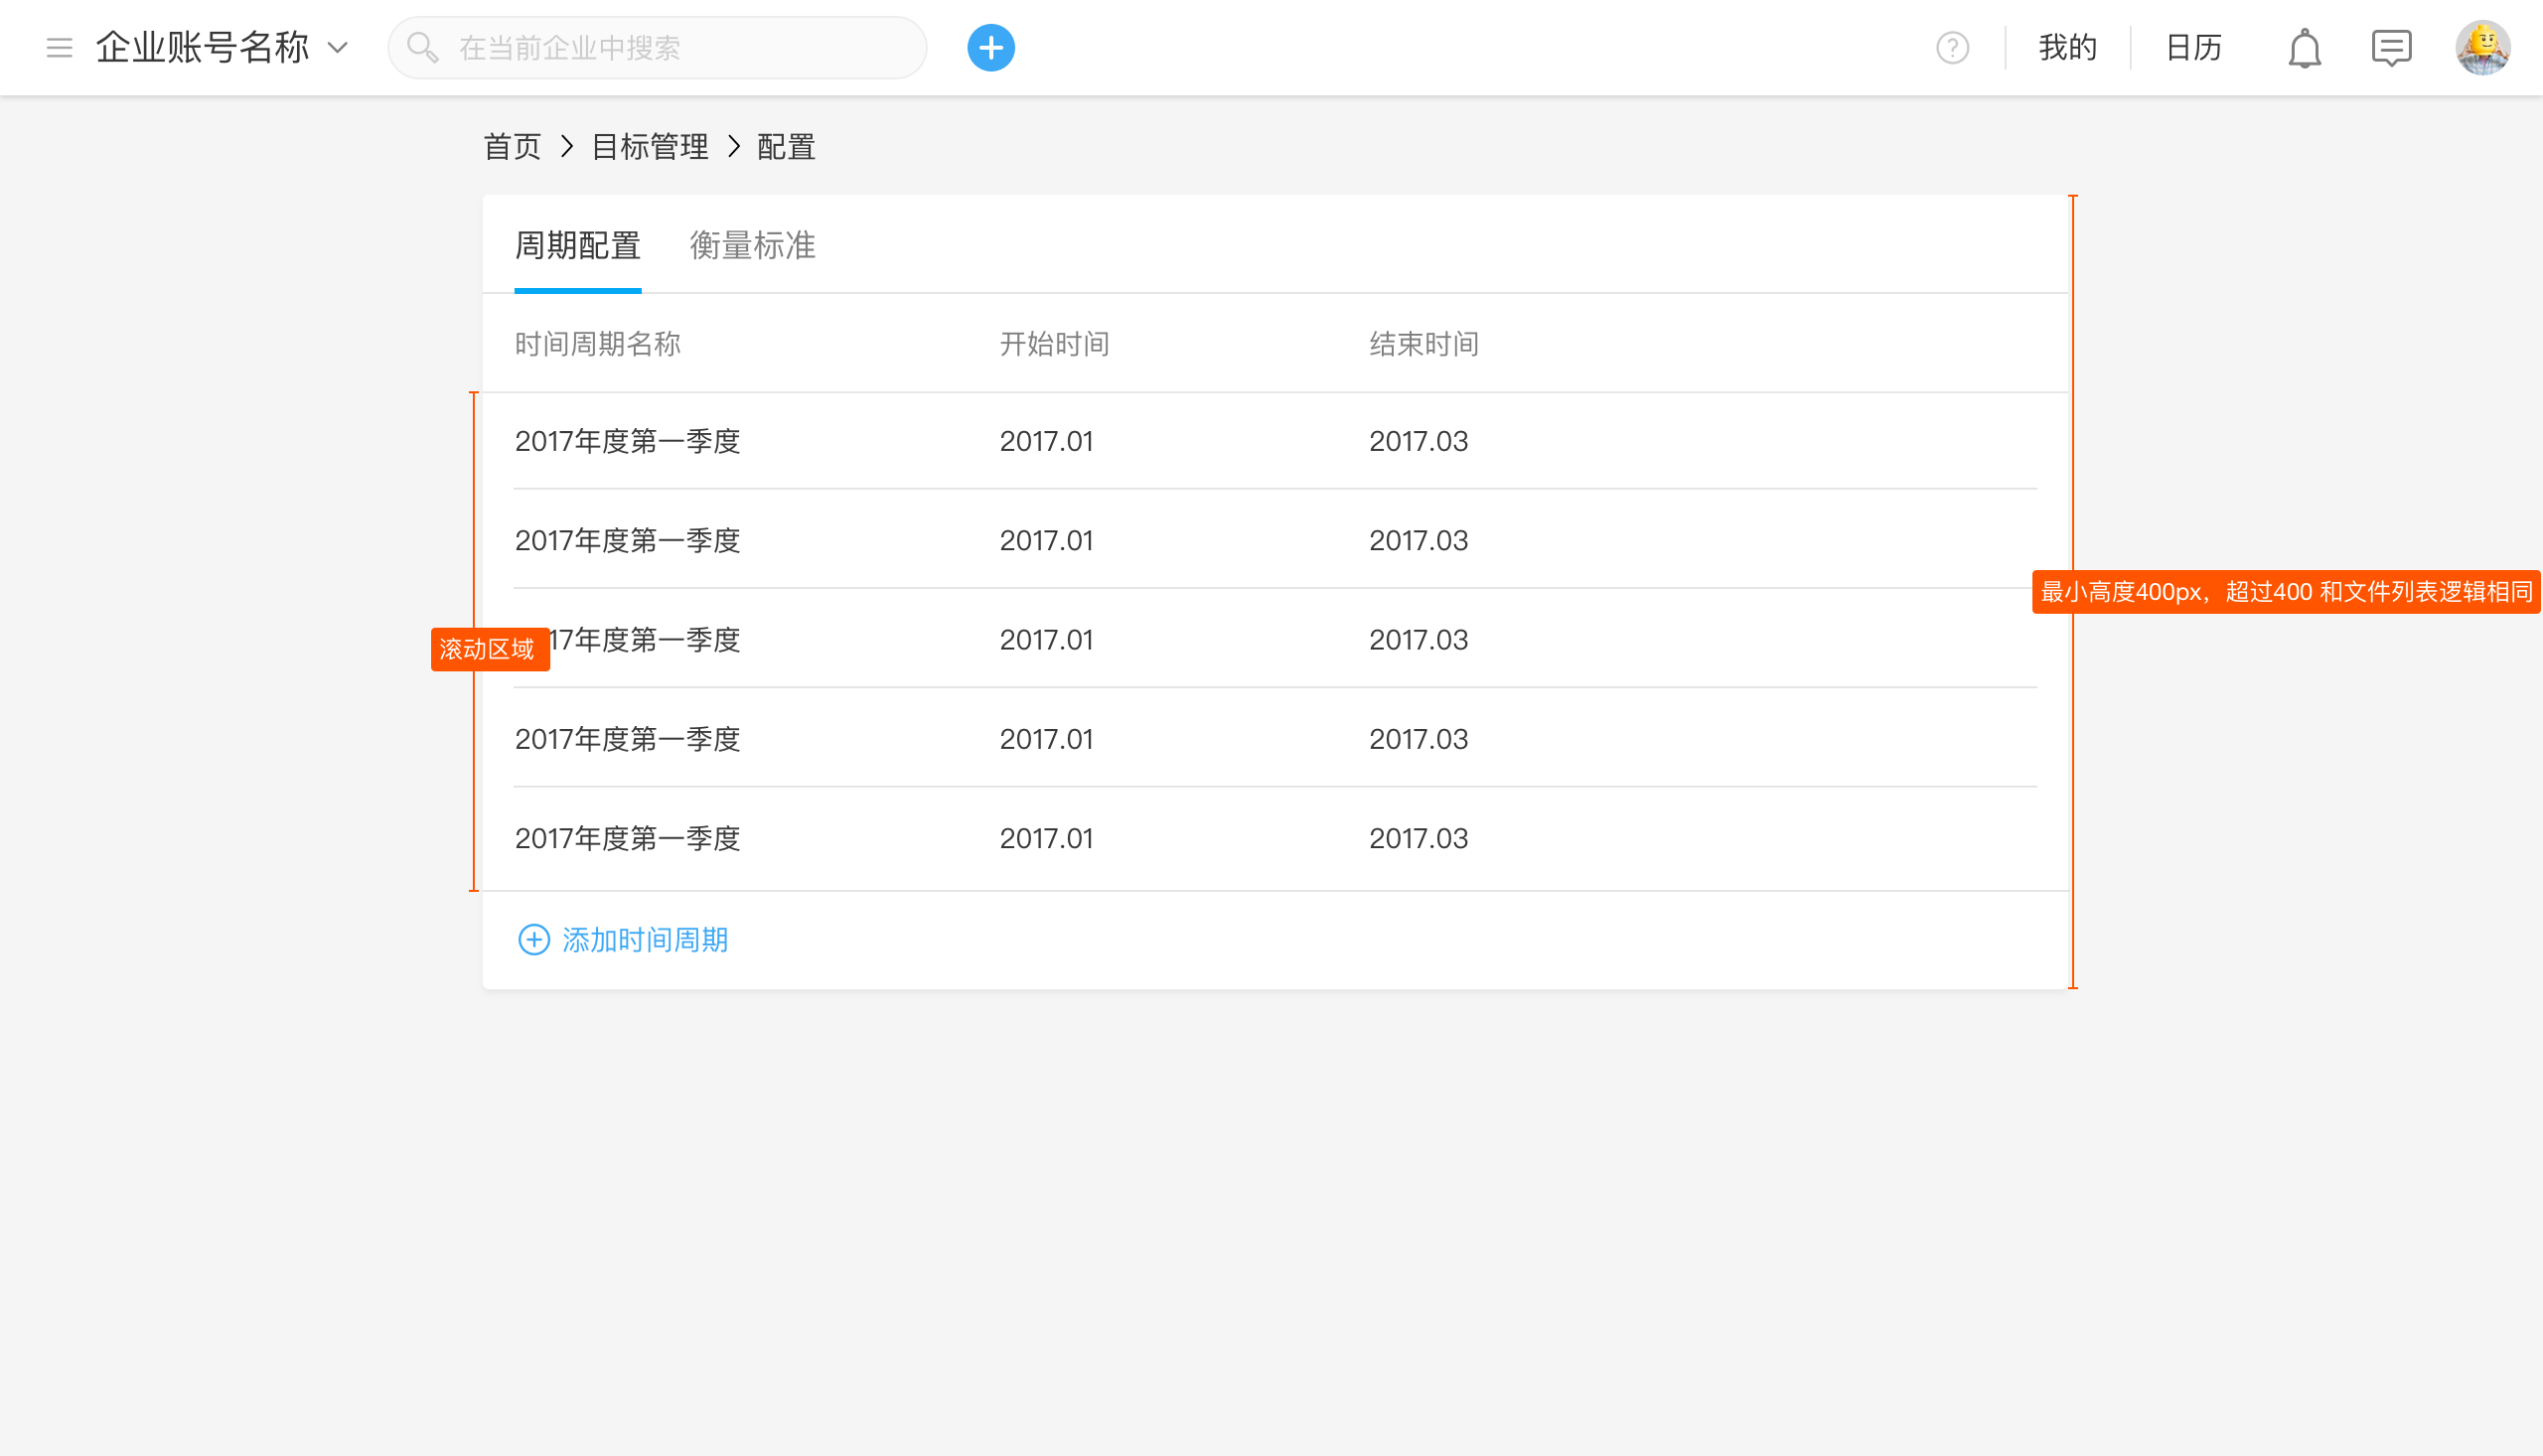 企业账号名称
在当前企业中搜索
我的
日历
首页 > 目标管理 > 配置
周期配置 衡量标准
时间周期名称 开始时间 结束时间
2017年度第一季度 2017.01 2017.03
2017年度第一季度 2017.01 2017.03
最小高度400px，超过400 和文件列表逻辑相同
滚动区域
17年度第一季度 2017.01 2017.03
2017年度第一季度 2017.01 2017.03
2017年度第一季度 2017.01 2017.03
添加时间周期